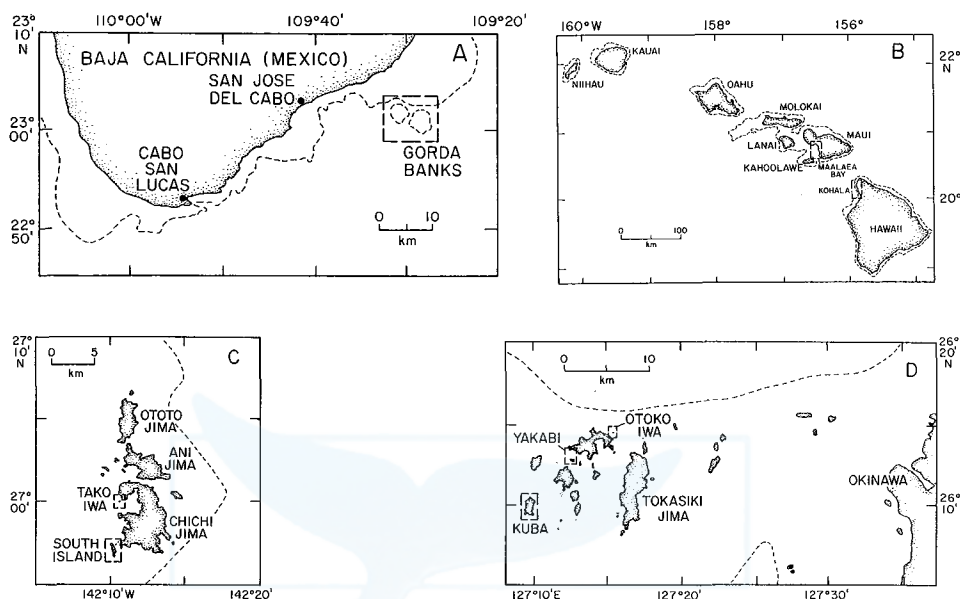 110°00'W 109°40' 109°20'
23°
10'
N
BAJA CALIFORNIA (MEXICO)
A
SAN JOSE
DEL CABO
23°
00'
CABO
SAN
LUCAS
GORDA
BANKS
22°
50'
0 10
km
160°W 158° 156°
B
22°
N
KAUAI
NIIHAU
OAHU
MOLOKAI
MAUI
LANAI
KAHOOLAWE
MAALAEA
BAY
KOHALA
20°
HAWAII
0 100
km
27°
10'
N
0 5
km
C
OTOTO
JIMA
ANI
JIMA
TAKO
IWA
27°
00'
CHICHI
JIMA
SOUTH
ISLAND
142°10'W 142°20'
26°
20'
N
0 10
km
D
OTOKO
IWA
YAKABI
OKINAWA
TOKASIKI
JIMA
26°
10'
KUBA
127°10'E 127°20' 127°30'